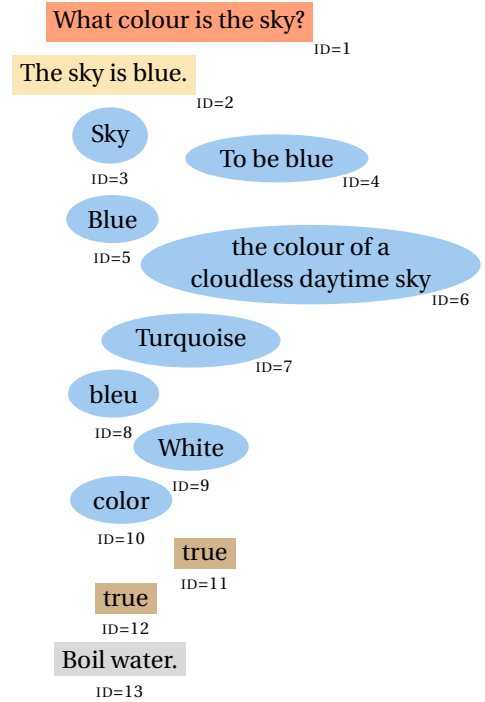 What colour is the sky?
ID=1
The sky is blue.
ID=2
Sky
ID=3
To be blue
ID=4
Blue
ID=5
the colour of a
cloudless daytime sky
ID=6
Turquoise
ID=7
bleu
ID=8
White
ID=9
color
ID=10
true
ID=11
true
ID=12
Boil water.
ID=13